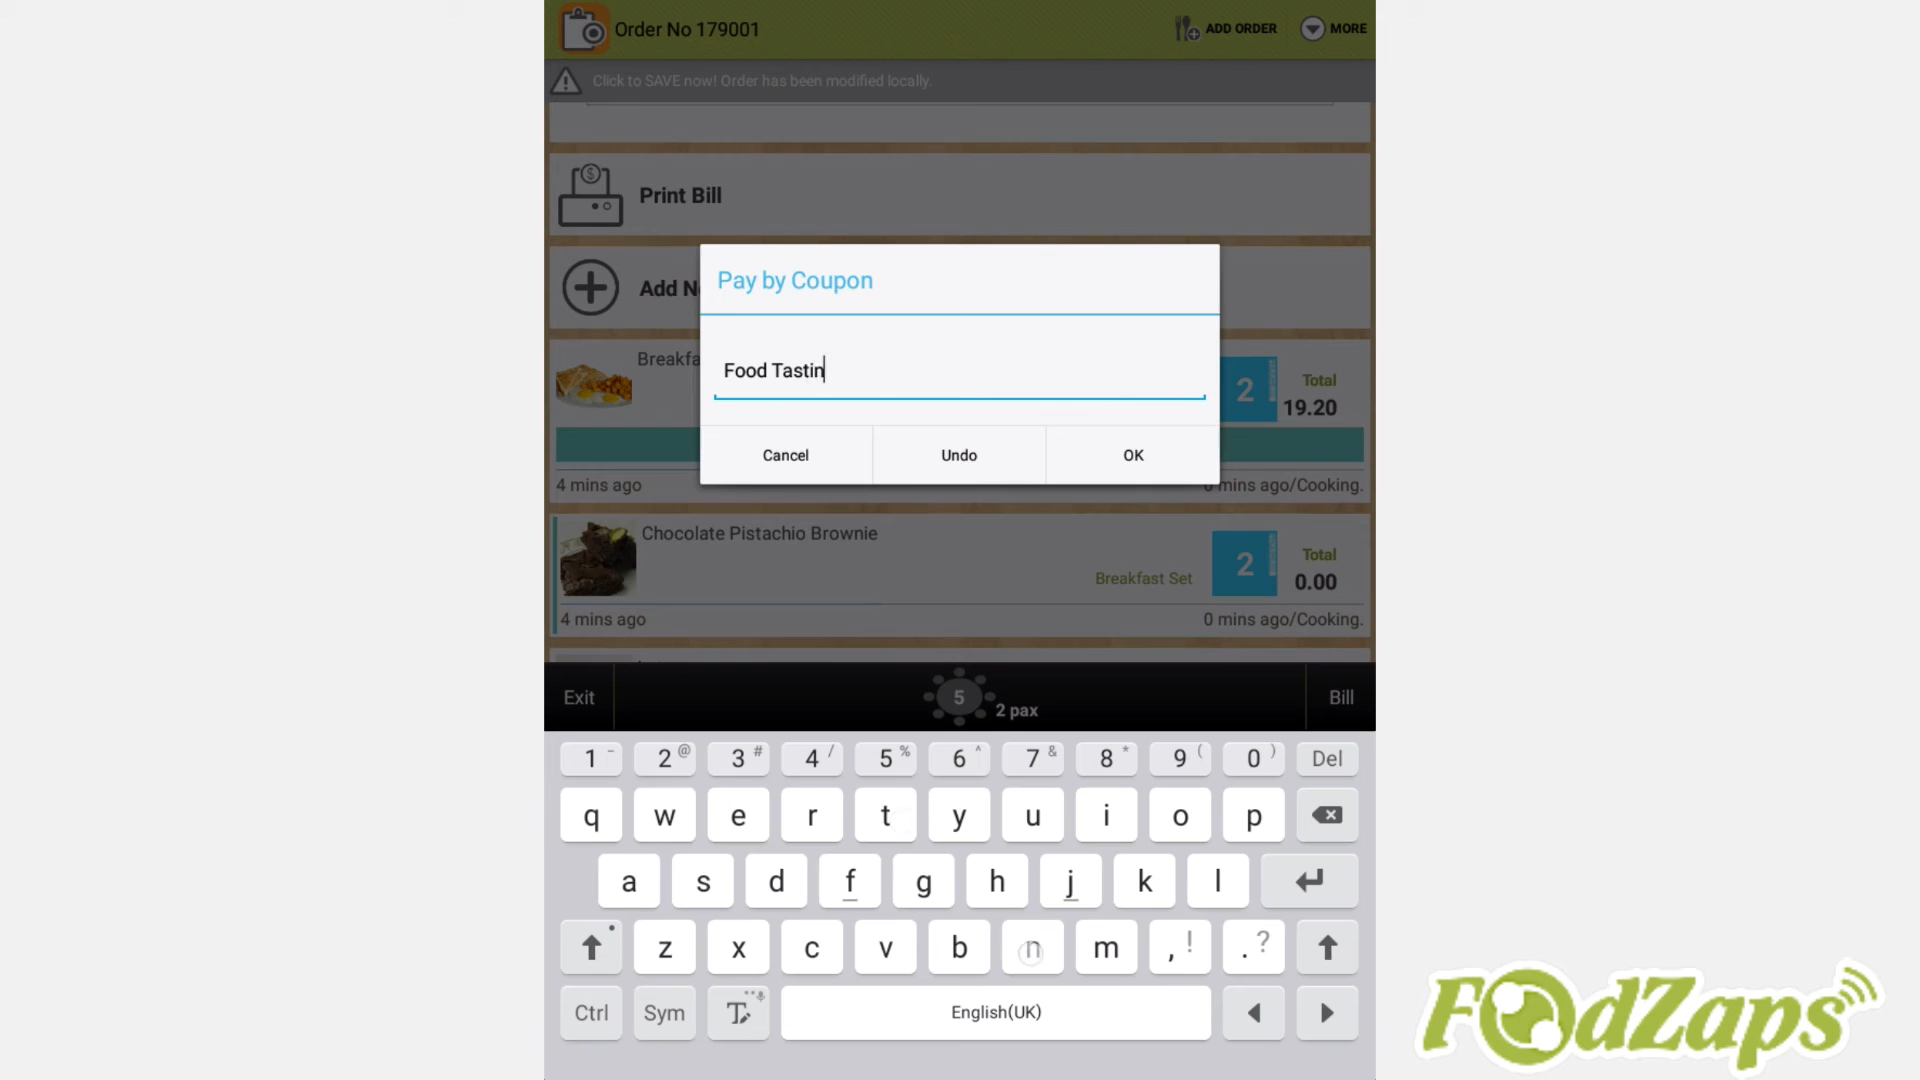 Order No 179001
ADD ORDER
MORE
Click to SAVE now! Order has been modified locally.
Print Bill
Add N
Pay by Coupon
Food Tastin
Cancel
Undo
OK
Breakfa
2
Total
19.20
4 mins ago
0 mins ago/Cooking.
Chocolate Pistachio Brownie
Breakfast Set
2
Total
0.00
4 mins ago
0 mins ago/Cooking.
Exit
5
2 pax
Bill
1 - 2 @ 3 # 4 / 5 % 6 ^ 7 & 8 * 9 ( 0 ) Del
q w e r t y u i o p
a s d f g h j k l
z x c v b n m , ! . ?
Ctrl Sym T English(UK)
FoodZaps